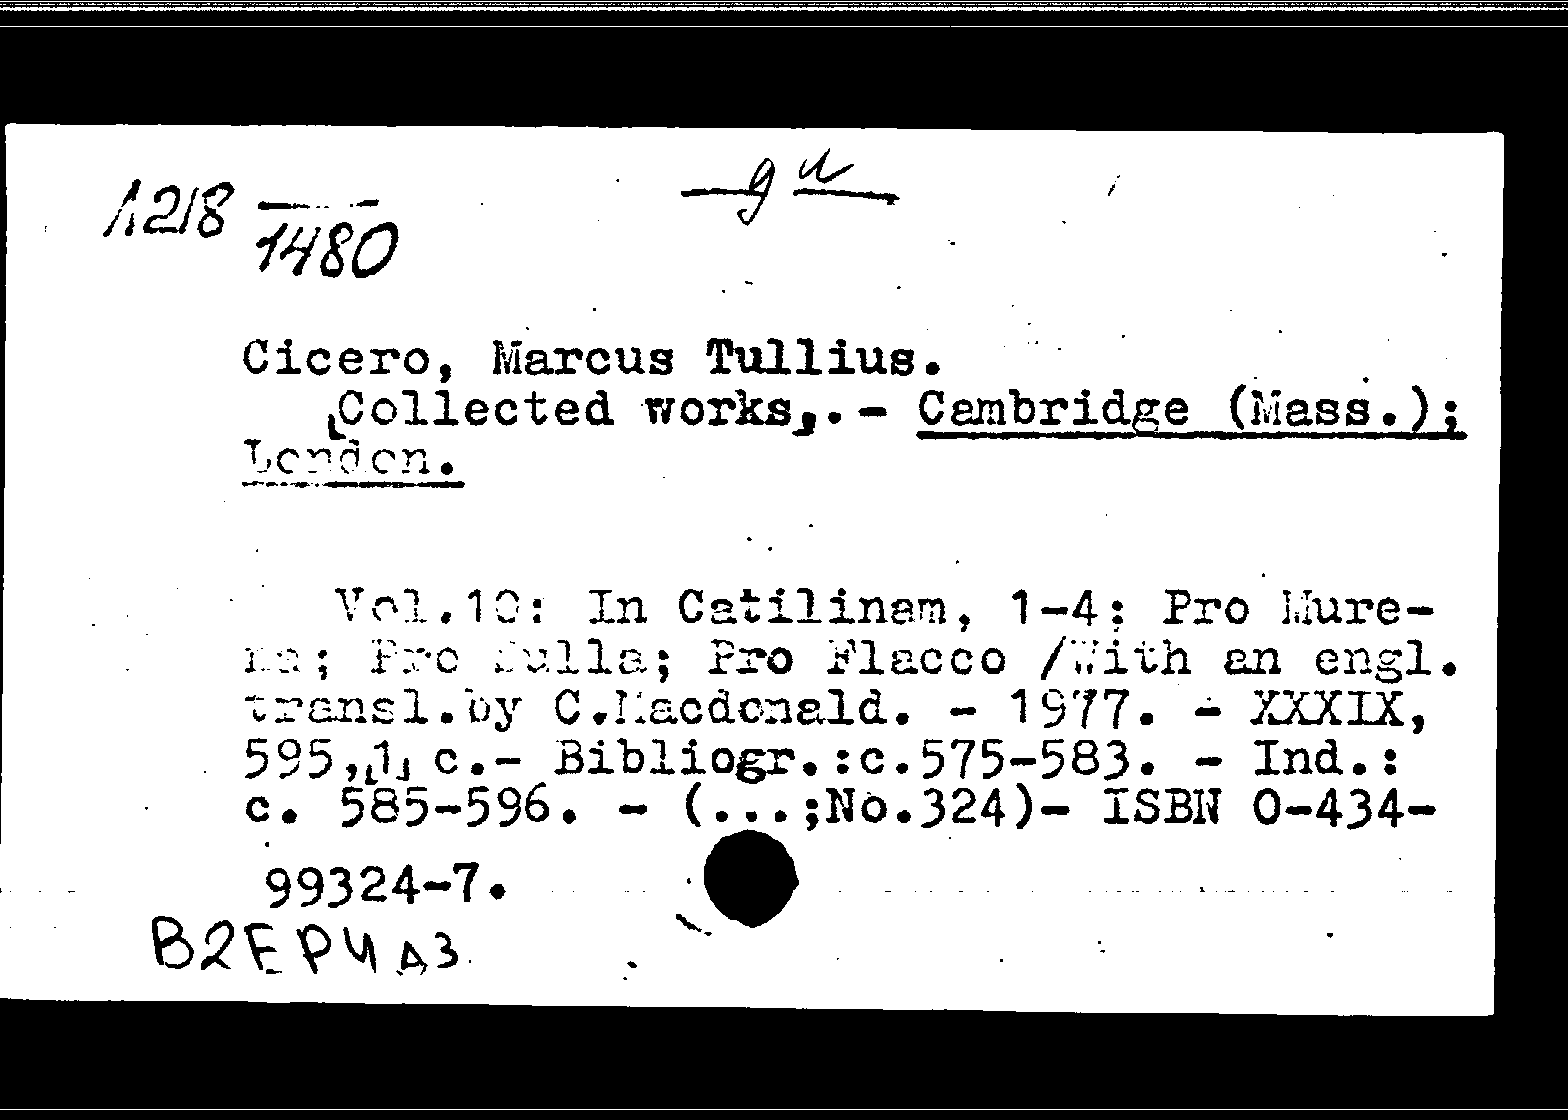 gu
A218
1480
Cicero, Marcus Tullius.
[Collected works]. - Cambridge (Mass.);
London.
Vol.10: In Catilinam, 1-4; Pro Mure-
na; Pro Sulla; Pro Flacco /With an engl.
transl.by C.Macdonald. - 1977. - XXXIX,
595,[1] c.- Bibliogr.:c.575-583. - Ind.:
c. 585-596. - (...;No.324)- ISBN 0-434-
99324-7.